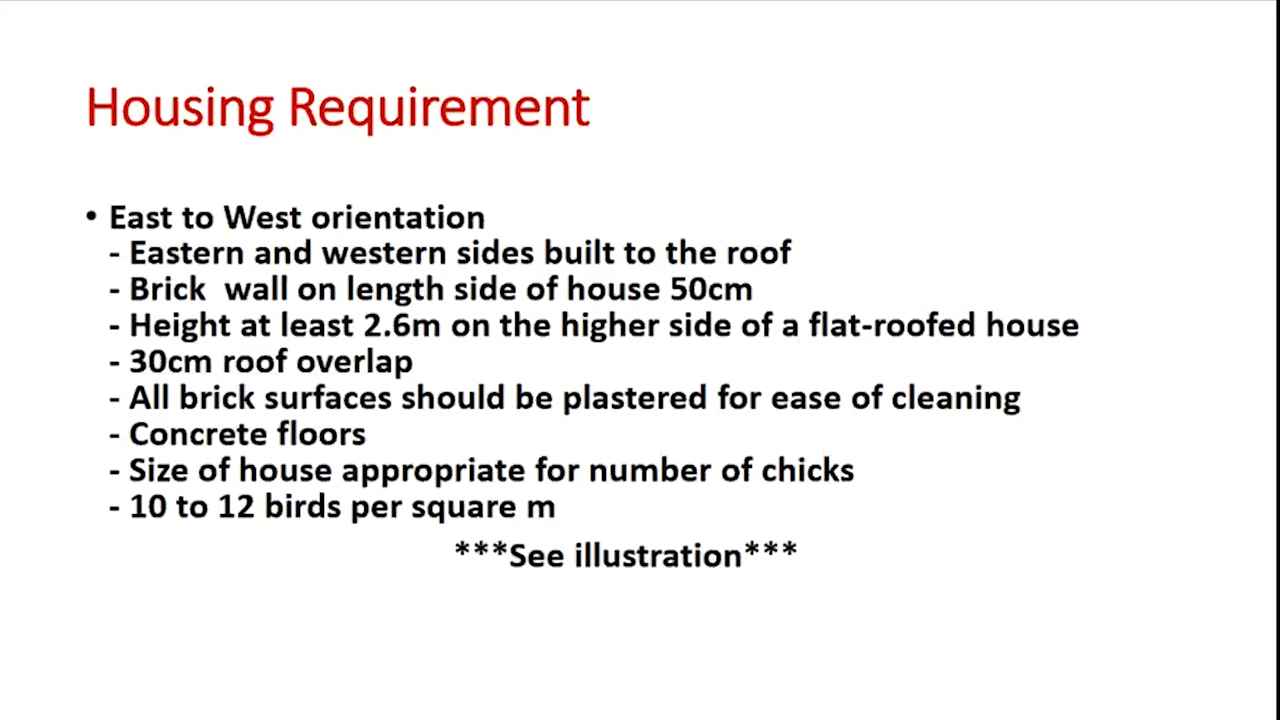 Housing Requirement
• East to West orientation
- Eastern and western sides built to the roof
- Brick wall on length side of house 50cm
- Height at least 2.6m on the higher side of a flat-roofed house
- 30cm roof overlap
- All brick surfaces should be plastered for ease of cleaning
- Concrete floors
- Size of house appropriate for number of chicks
- 10 to 12 birds per square m
***See illustration***